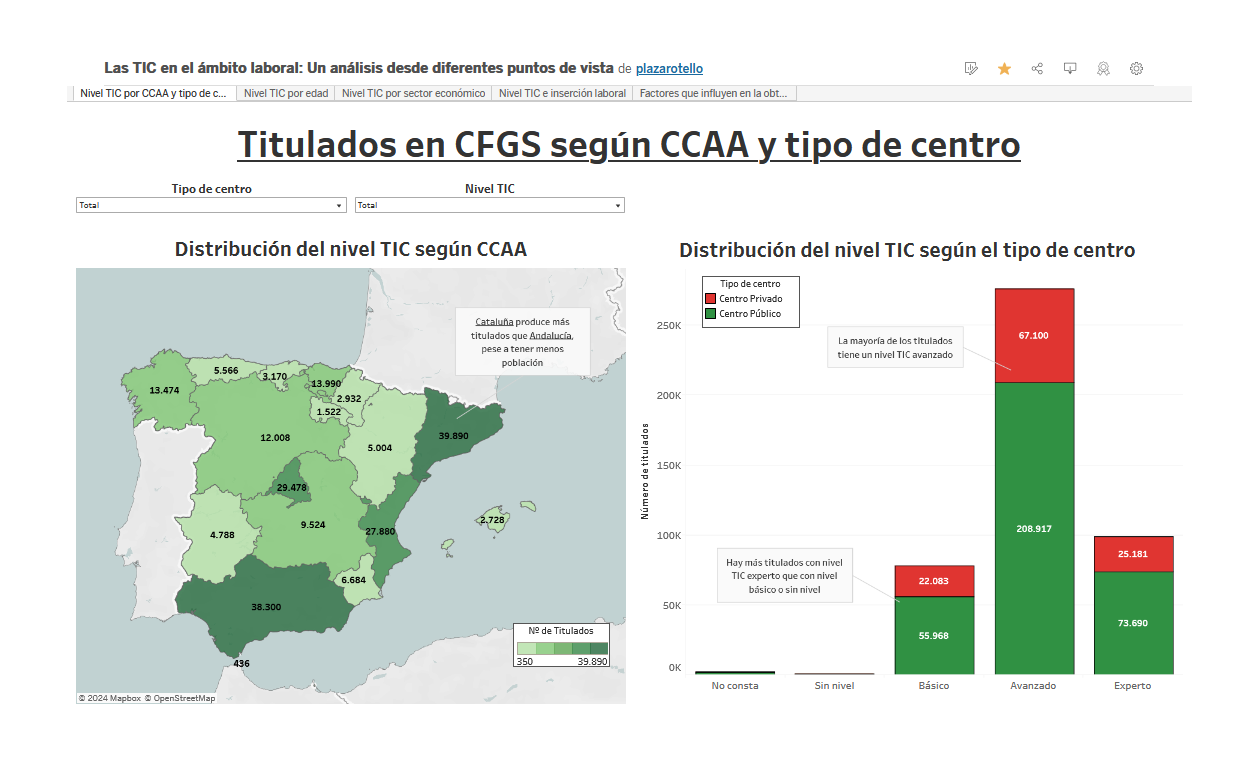 Las TIC en el ámbito laboral: Un análisis desde diferentes puntos de vista de plazarotello
Nivel TIC por CCAA y tipo de c...
Nivel TIC por edad
Nivel TIC por sector económico
Nivel TIC e inserción laboral
Factores que influyen en la obt...
Titulados en CFGS según CCAA y tipo de centro
Tipo de centro
Total
Nivel TIC
Total
Distribución del nivel TIC según CCAA
Cataluña produce más
titulados que Andalucía,
pese a tener menos
población
13.474
5.566
3.170
13.990
2.932
1.522
12.008
5.004
39.890
29.478
9.524
27.880
2.728
4.788
6.684
38.300
436
Nº de Titulados
350
39.890
© 2024 Mapbox © OpenStreetMap
Distribución del nivel TIC según el tipo de centro
Tipo de centro
Centro Privado
Centro Público
Número de titulados
250K
200K
150K
100K
50K
0K
La mayoría de los titulados
tiene un nivel TIC avanzado
Hay más titulados con nivel
TIC experto que con nivel
básico o sin nivel
22.083
55.968
67.100
208.917
25.181
73.690
No consta
Sin nivel
Básico
Avanzado
Experto